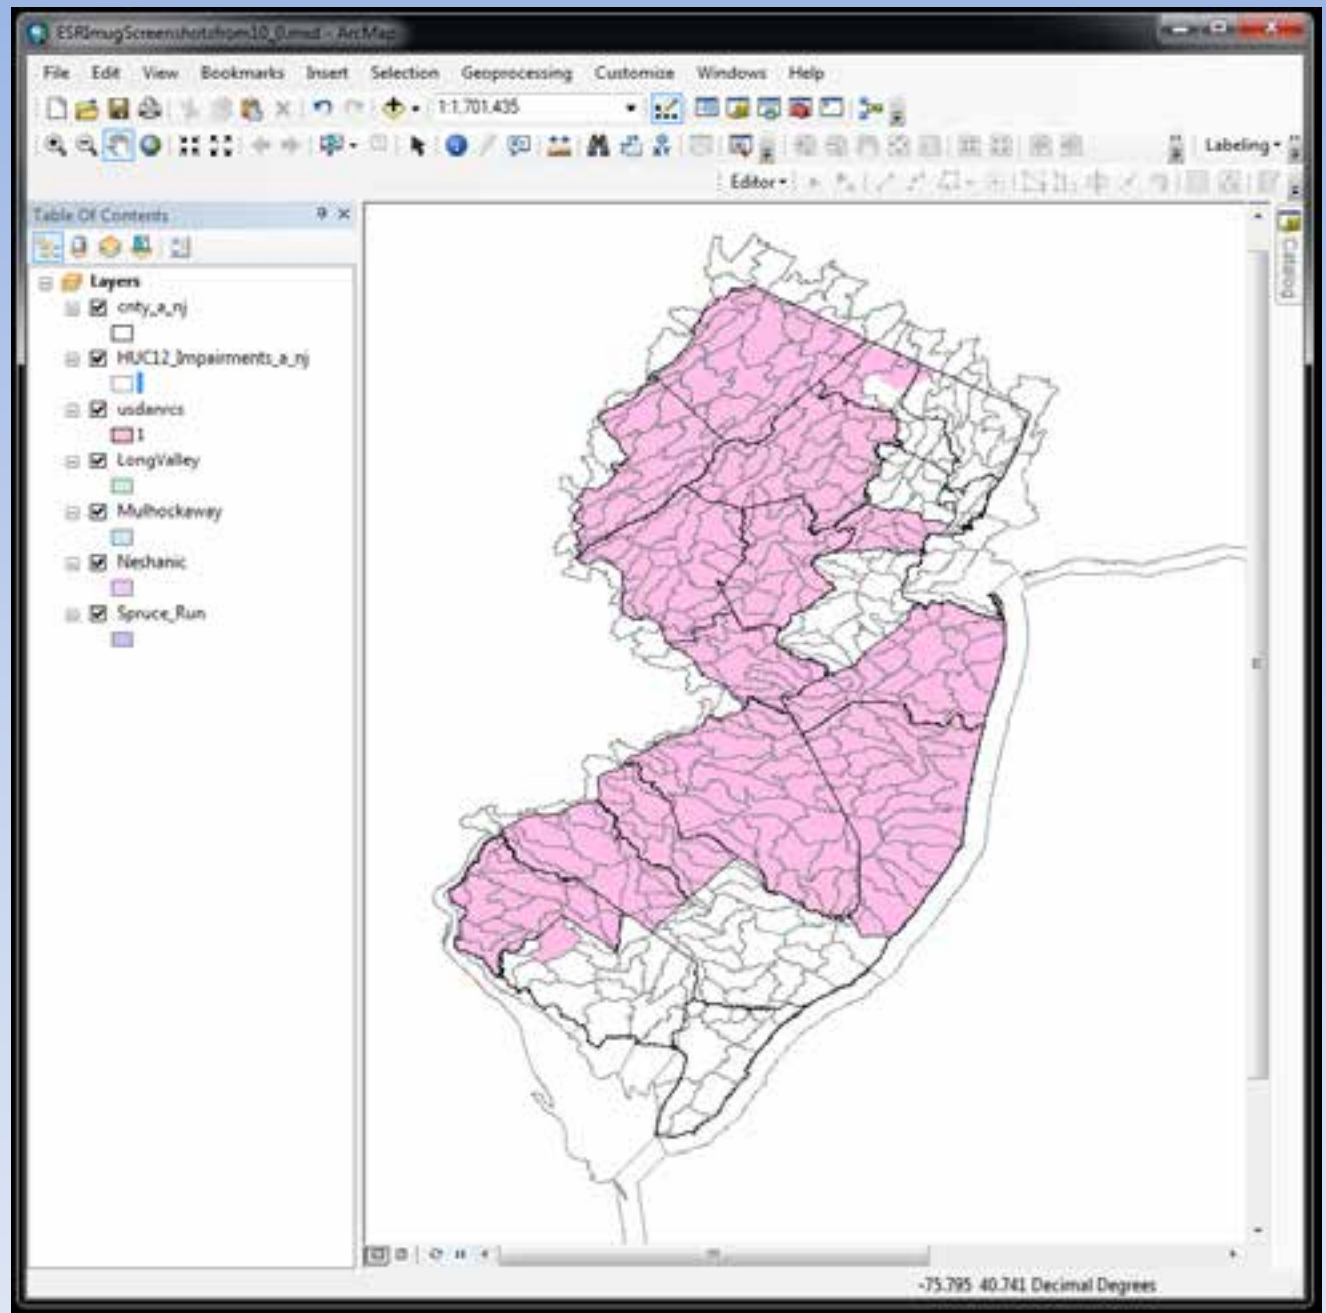 ESRImugScreenshotsfrom10_0.mxd - ArcMap
File Edit View Bookmarks Insert Selection Geoprocessing Customize Windows Help
1:1,701,435
Labeling
Editor
Table Of Contents
Catalog
Layers
cnty_a_nj
HUC12_Impairments_a_nj
usdanrcs
1
LongValley
Mulhockaway
Neshanic
Spruce_Run
-75.795 40.741 Decimal Degrees